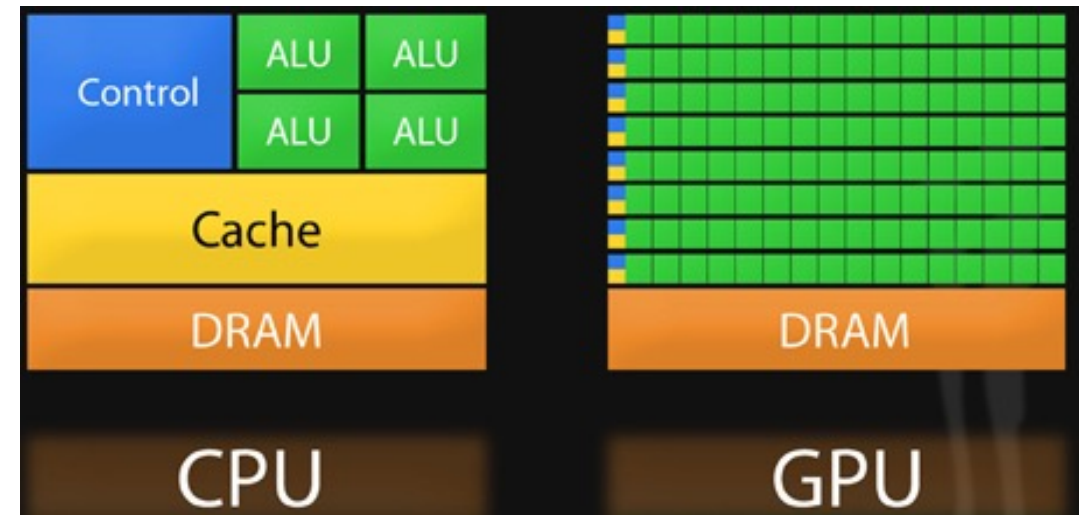 Control
ALU ALU
ALU ALU
Cache
DRAM
DRAM
CPU
GPU